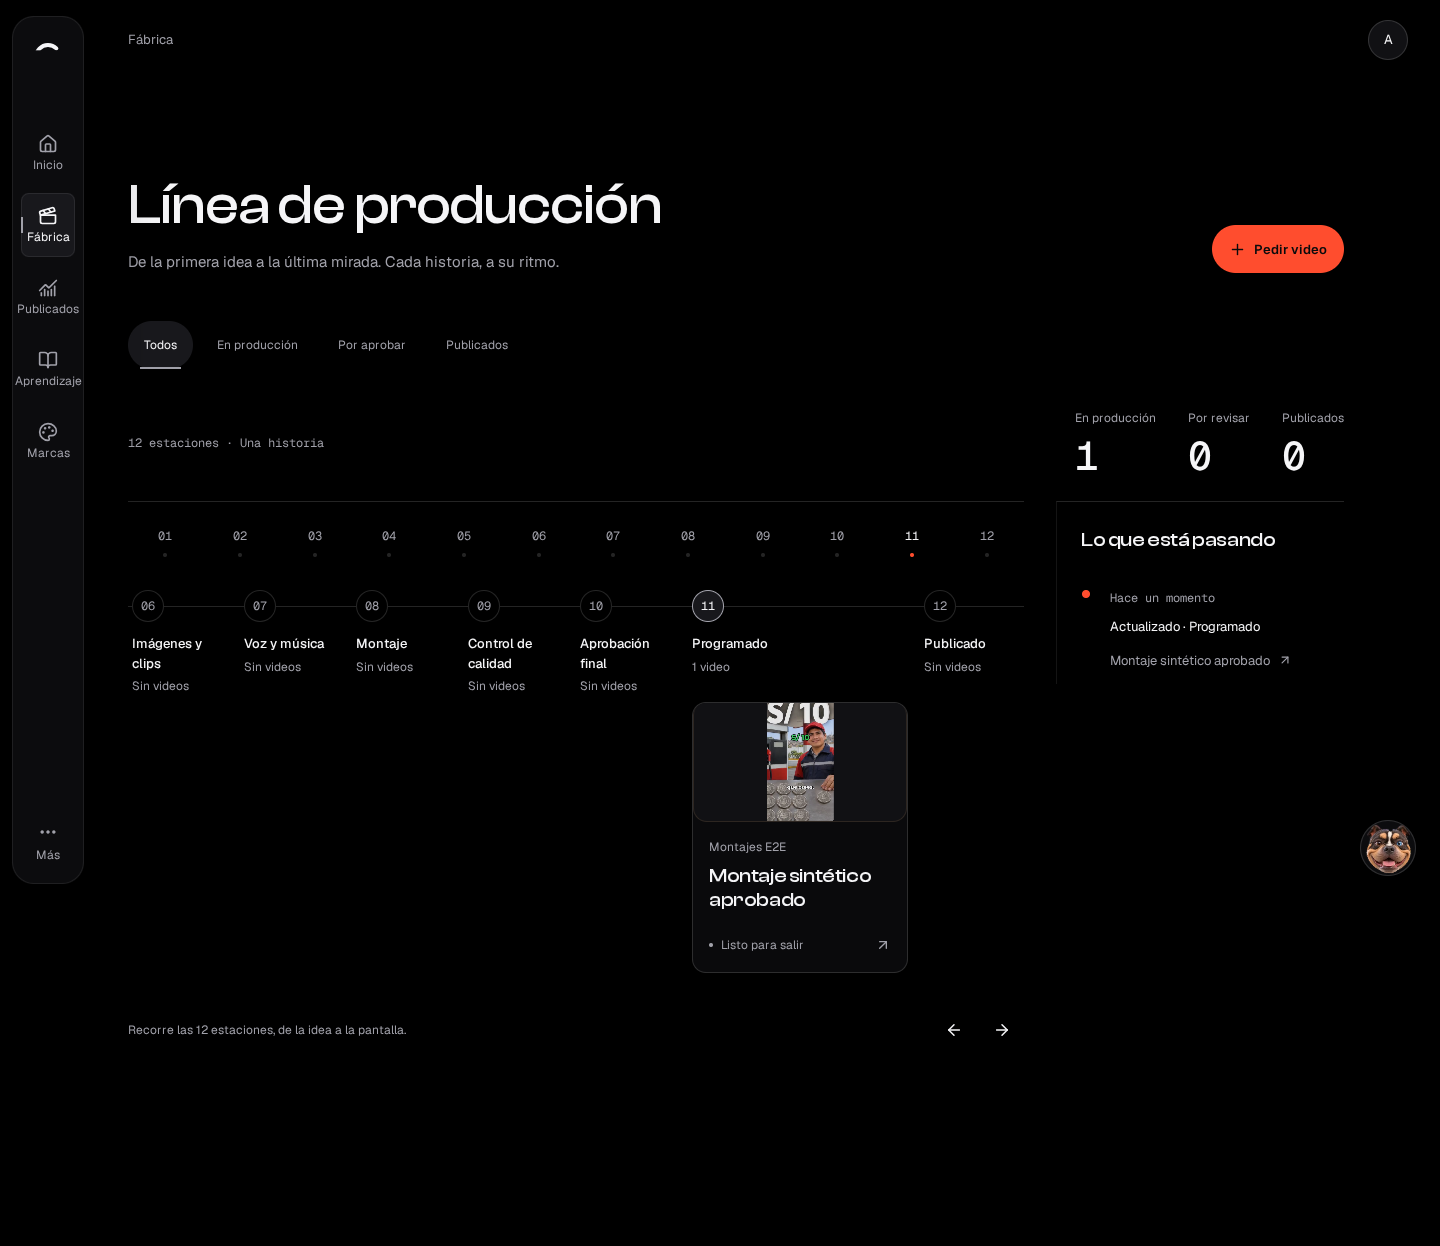 Fábrica
A
Inicio
Fábrica
Publicados
Aprendizaje
Marcas
Más
Línea de producción
De la primera idea a la última mirada. Cada historia, a su ritmo.
Pedir video
Todos
En producción
Por aprobar
Publicados
12 estaciones · Una historia
En producción
1
Por revisar
0
Publicados
0
01 02 03 04 05 06 07 08 09 10 11 12
06
Imágenes y
clips
Sin videos
07
Voz y música
Sin videos
08
Montaje
Sin videos
09
Control de
calidad
Sin videos
10
Aprobación
final
Sin videos
11
Programado
1 video
12
Publicado
Sin videos
S/ 10
Montajes E2E
Montaje sintético
aprobado
Listo para salir
Lo que está pasando
Hace un momento
Actualizado · Programado
Montaje sintético aprobado
Recorre las 12 estaciones, de la idea a la pantalla.